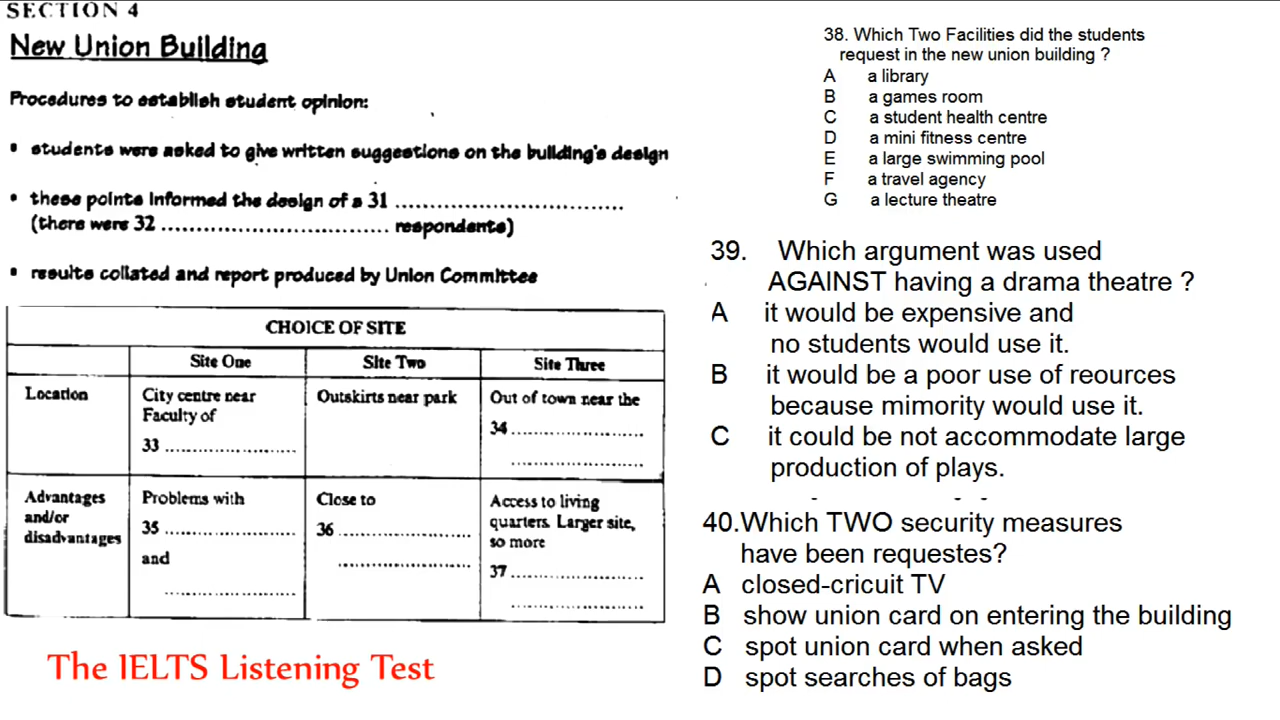 SECTION 4
New Union Building
Procedures to establish student opinion:
• students were asked to give written suggestions on the building's design
• these points informed the design of a 31 ................................
(there were 32 ................................ respondents)
• results collated and report produced by Union Committee
CHOICE OF SITE
Site One
Site Two
Site Three
Location
City centre near
Faculty of
33 ........................
Outskirts near park
Out of town near the
34 ........................
........................
Advantages
and/or
disadvantages
Problems with
35 ........................
and
........................
Close to
36 ........................
........................
Access to living
quarters. Larger site,
so more
37 ........................
........................
The IELTS Listening Test
38. Which Two Facilities did the students
request in the new union building ?
A a library
B a games room
C a student health centre
D a mini fitness centre
E a large swimming pool
F a travel agency
G a lecture theatre
39. Which argument was used
AGAINST having a drama theatre ?
A it would be expensive and
no students would use it.
B it would be a poor use of reources
because mimority would use it.
C it could be not accommodate large
production of plays.
40.Which TWO security measures
have been requestes?
A closed-cricuit TV
B show union card on entering the building
C spot union card when asked
D spot searches of bags